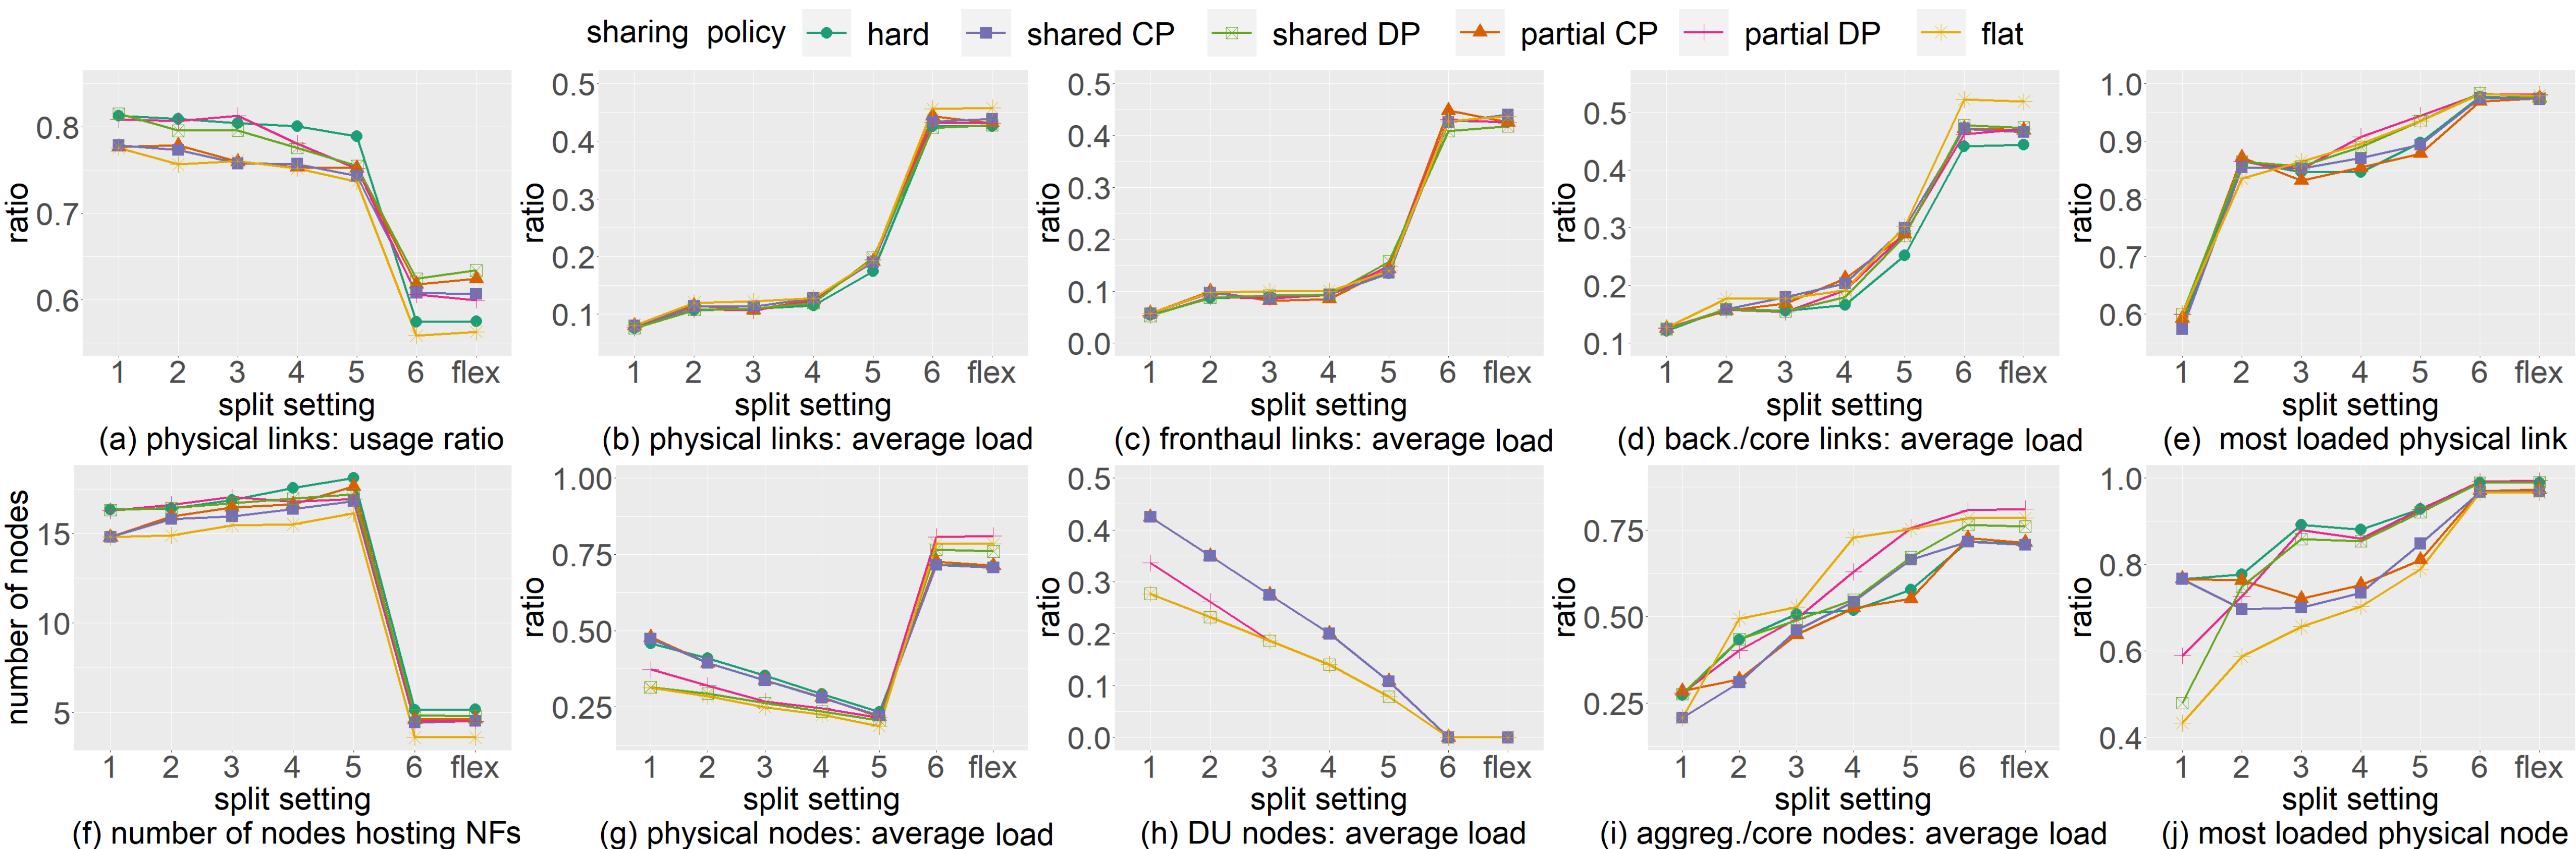 sharing policy hard shared CP shared DP partial CP partial DP flat
0.8
0.7
0.6
ratio
1 2 3 4 5 6 flex
split setting
(a) physical links: usage ratio
0.5
0.4
0.3
0.2
0.1
ratio
1 2 3 4 5 6 flex
split setting
(b) physical links: average load
0.5
0.4
0.3
0.2
0.1
0.0
ratio
1 2 3 4 5 6 flex
split setting
(c) fronthaul links: average load
0.5
0.4
0.3
0.2
0.1
ratio
1 2 3 4 5 6 flex
split setting
(d) back./core links: average load
1.0
0.9
0.8
0.7
0.6
ratio
1 2 3 4 5 6 flex
split setting
(e) most loaded physical link
15
10
5
number of nodes
1 2 3 4 5 6 flex
split setting
(f) number of nodes hosting NFs
1.00
0.75
0.50
0.25
ratio
1 2 3 4 5 6 flex
split setting
(g) physical nodes: average load
0.5
0.4
0.3
0.2
0.1
0.0
ratio
1 2 3 4 5 6 flex
split setting
(h) DU nodes: average load
0.75
0.50
0.25
ratio
1 2 3 4 5 6 flex
split setting
(i) aggreg./core nodes: average load
1.0
0.8
0.6
0.4
ratio
1 2 3 4 5 6 flex
split setting
(j) most loaded physical node